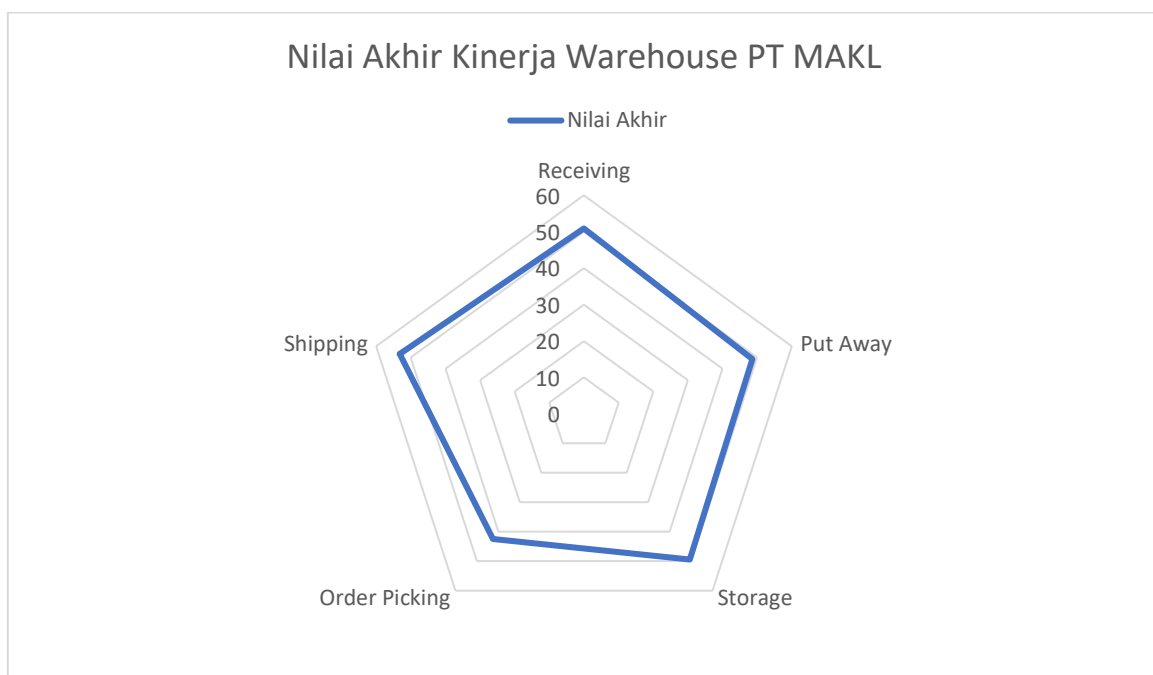 Nilai Akhir Kinerja Warehouse PT MAKL
Nilai Akhir
Receiving
60
50
40
30
20
10
0
Shipping
Put Away
Order Picking
Storage